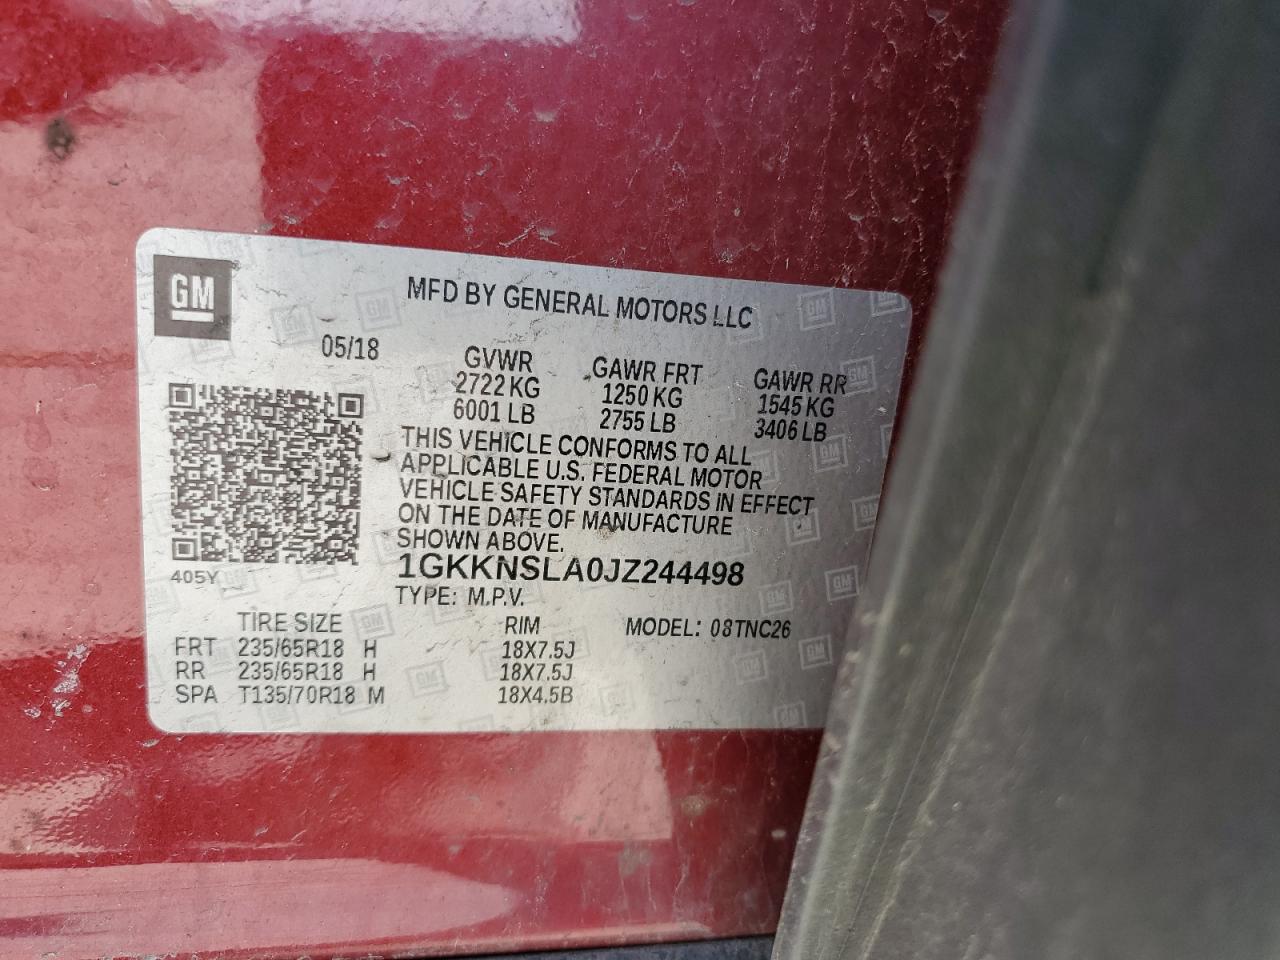 GM
MFD BY GENERAL MOTORS LLC
05/18
GVWR GAWR FRT GAWR RR
2722 KG 1250 KG 1545 KG
6001 LB 2755 LB 3406 LB
THIS VEHICLE CONFORMS TO ALL
APPLICABLE U.S. FEDERAL MOTOR
VEHICLE SAFETY STANDARDS IN EFFECT
ON THE DATE OF MANUFACTURE
SHOWN ABOVE.
405Y
1GKKNSLA0JZ244498
TYPE: M.P.V.
TIRE SIZE RIM MODEL: 08TNC26
FRT 235/65R18 H 18X7.5J
RR 235/65R18 H 18X7.5J
SPA T135/70R18 M 18X4.5B